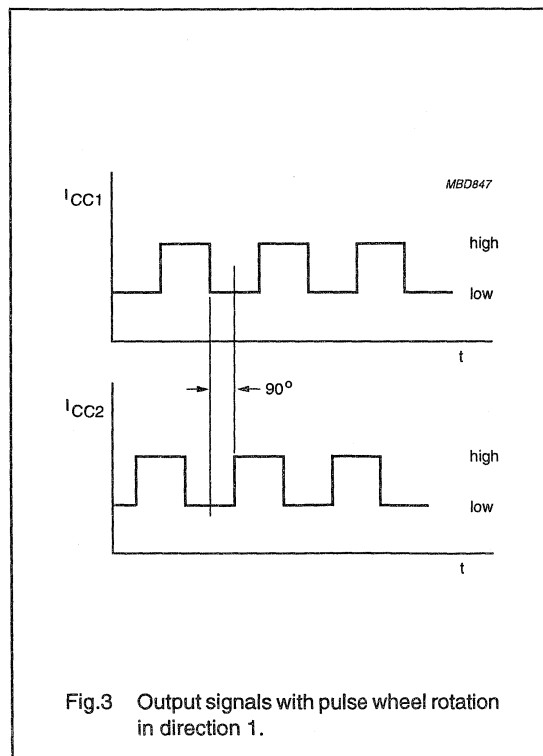 MBD847
ICC1
high
low
t
90°
ICC2
high
low
t
Fig.3 Output signals with pulse wheel rotation
in direction 1.